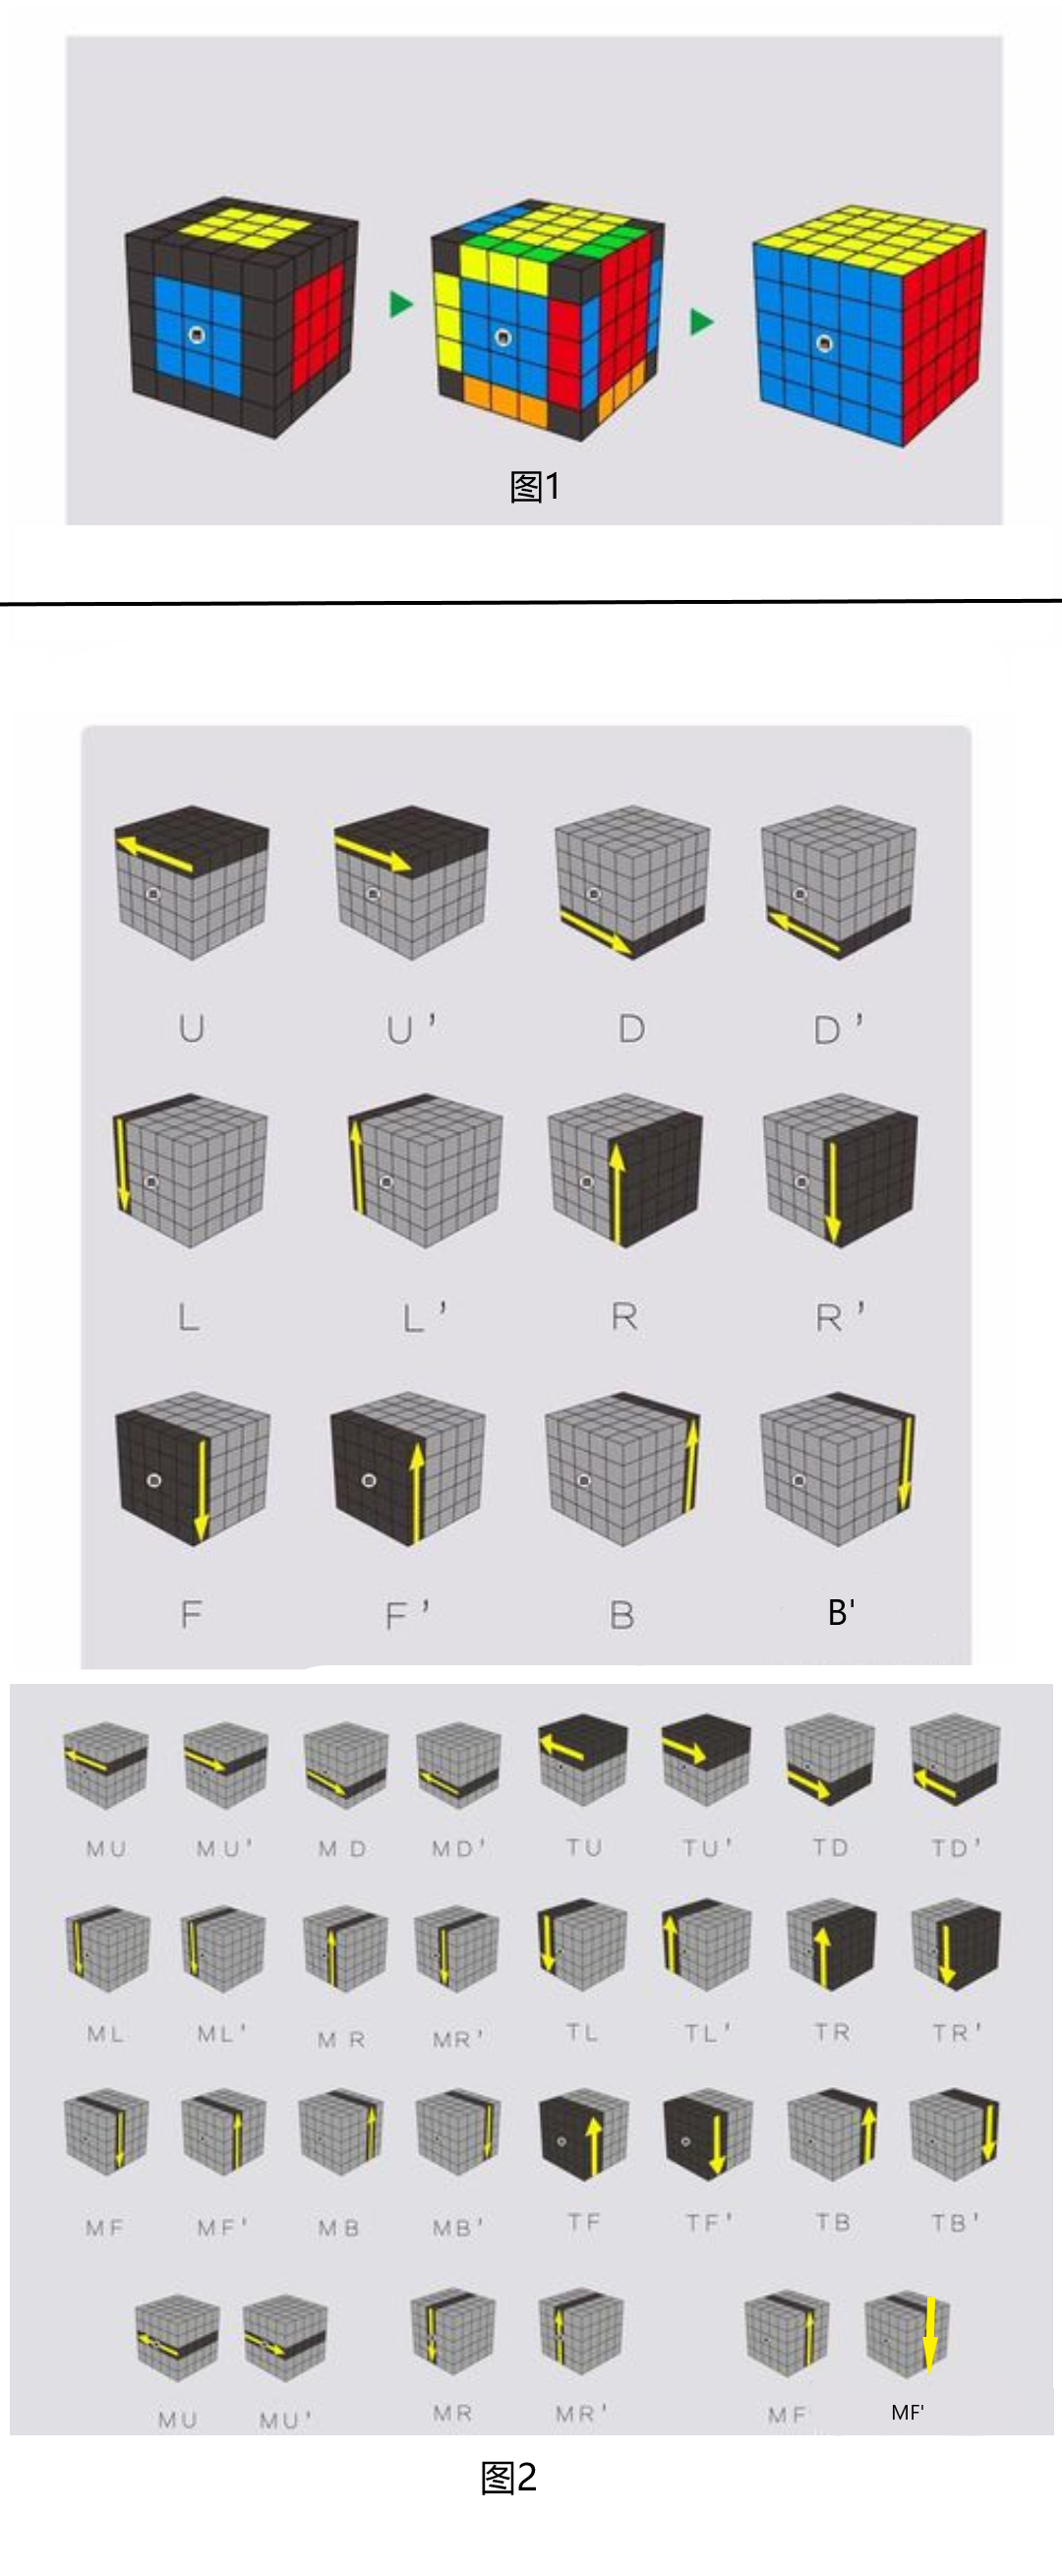 图1
U U' D D'
L L' R R'
F F' B B'
MU MU' MD MD' TU TU' TD TD'
ML ML' MR MR' TL TL' TR TR'
MF MF' MB MB' TF TF' TB TB'
MU MU' MR MR' MF MF'
图2